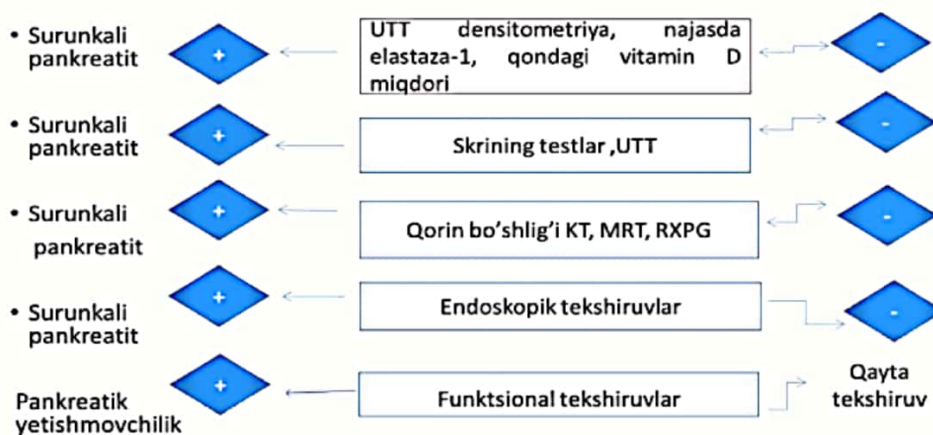 • Surunkali
pankreatit
+
UTT densitometriya, najasda
elastaza-1, qondagi vitamin D
miqdori
-
• Surunkali
pankreatit
+
Skrining testlar ,UTT
-
• Surunkali
pankreatit
+
Qorin bo'shlig'i KT, MRT, RXPG
-
• Surunkali
pankreatit
+
Endoskopik tekshiruvlar
-
Pankreatik
yetishmovchilik
+
Funktsional tekshiruvlar
Qayta
tekshiruv